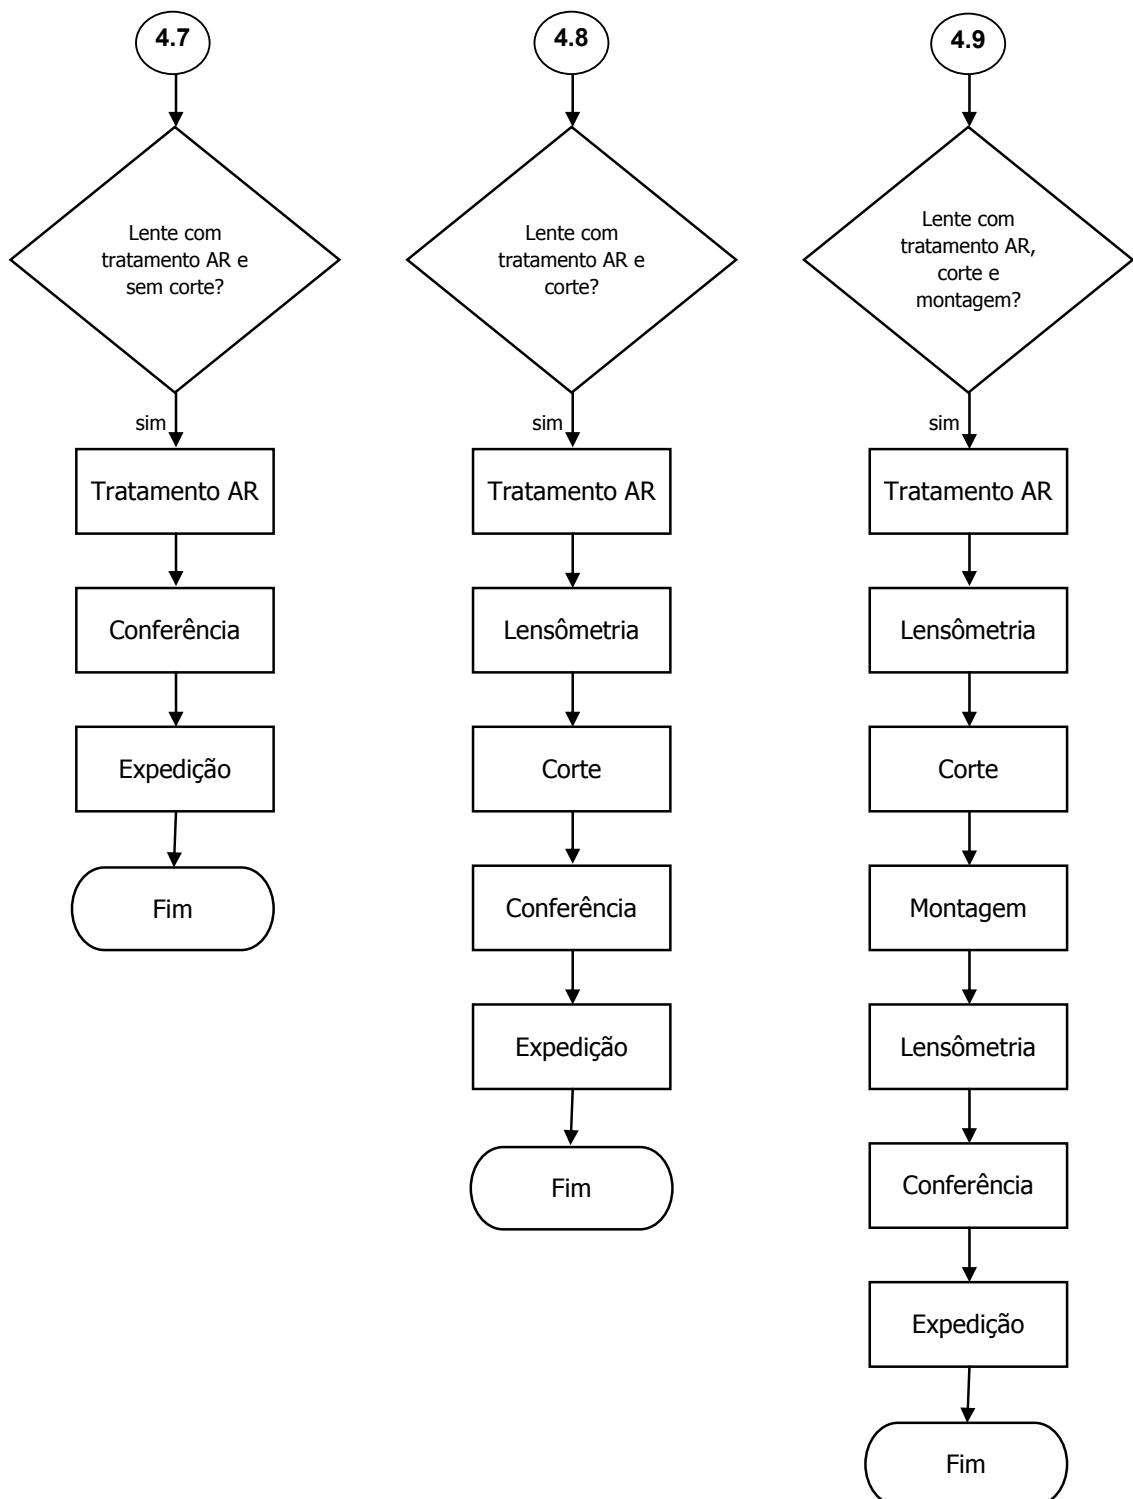 4.7
Lente com
tratamento AR e
sem corte?
sim
Tratamento AR
Conferência
Expedição
Fim
4.8
Lente com
tratamento AR e
corte?
sim
Tratamento AR
Lensômetria
Corte
Conferência
Expedição
Fim
4.9
Lente com
tratamento AR,
corte e
montagem?
sim
Tratamento AR
Lensômetria
Corte
Montagem
Lensômetria
Conferência
Expedição
Fim